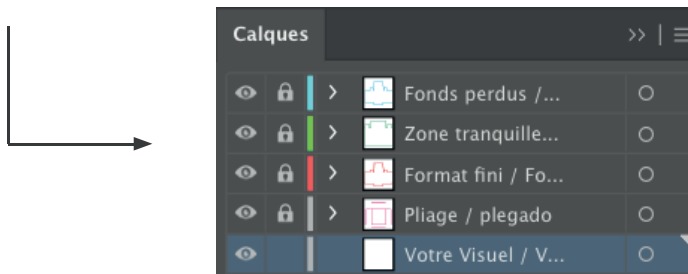 Calques
Fonds perdus /...
Zone tranquille...
Format fini / Fo...
Pliage / plegado
Votre Visuel / V...